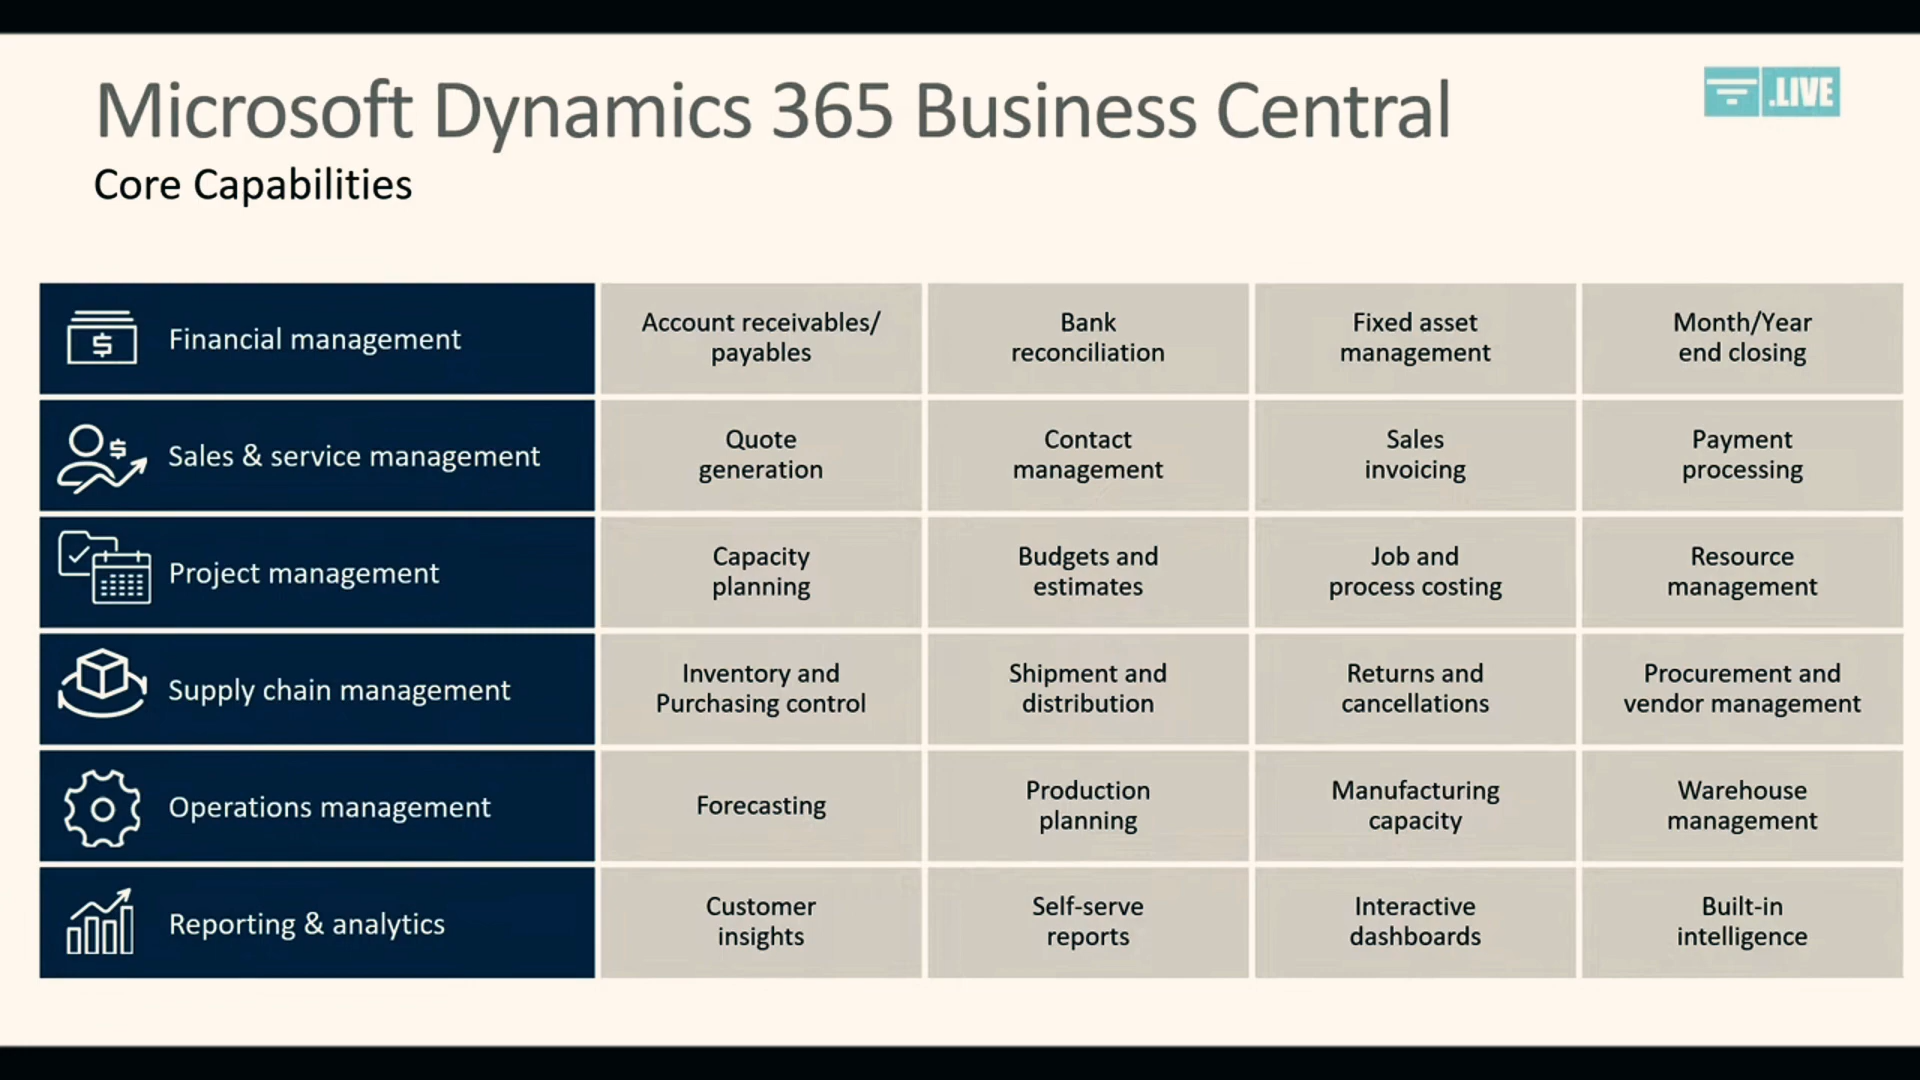 Microsoft Dynamics 365 Business Central
.LIVE
Core Capabilities
Financial management
Account receivables/
payables
Bank
reconciliation
Fixed asset
management
Month/Year
end closing
Sales & service management
Quote
generation
Contact
management
Sales
invoicing
Payment
processing
Project management
Capacity
planning
Budgets and
estimates
Job and
process costing
Resource
management
Supply chain management
Inventory and
Purchasing control
Shipment and
distribution
Returns and
cancellations
Procurement and
vendor management
Operations management
Forecasting
Production
planning
Manufacturing
capacity
Warehouse
management
Reporting & analytics
Customer
insights
Self-serve
reports
Interactive
dashboards
Built-in
intelligence